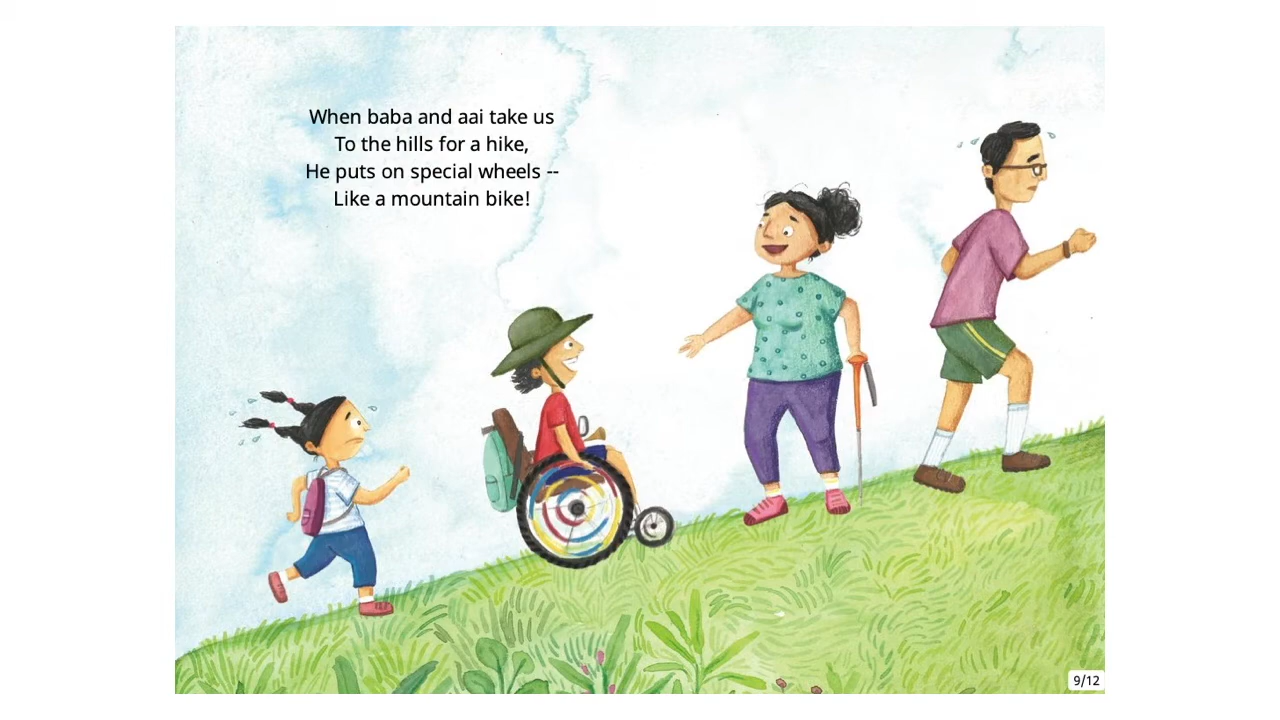 When baba and aai take us
To the hills for a hike,
He puts on special wheels --
Like a mountain bike!
9/12